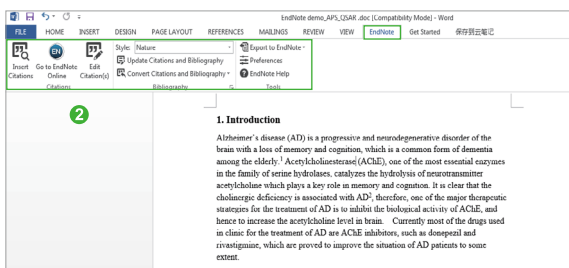 EndNote demo_APS_QSAR .doc [Compatibility Mode] - Word
FILE HOME INSERT DESIGN PAGE LAYOUT REFERENCES MAILINGS REVIEW VIEW EndNote Get Started 保存到云笔记
Insert Citations
EN
Go to EndNote Online
Edit Citation(s)
Citations
Style: Nature
Update Citations and Bibliography
Convert Citations and Bibliography
Bibliography
Export to EndNote
Preferences
EndNote Help
Tools
2
1. Introduction
Alzheimer's disease (AD) is a progressive and neurodegenerative disorder of the
brain with a loss of memory and cognition, which is a common form of dementia
among the elderly.1 Acetylcholinesterase (AChE), one of the most essential enzymes
in the family of serine hydrolases, catalyzes the hydrolysis of neurotransmitter
acetylcholine which plays a key role in memory and cognition. It is clear that the
cholinergic deficiency is associated with AD2, therefore, one of the major therapeutic
strategies for the treatment of AD is to inhibit the biological activity of AChE, and
hence to increase the acetylcholine level in brain. Currently most of the drugs used
in clinic for the treatment of AD are AChE inhibitors, such as donepezil and
rivastigmine, which are proved to improve the situation of AD patients to some
extent.